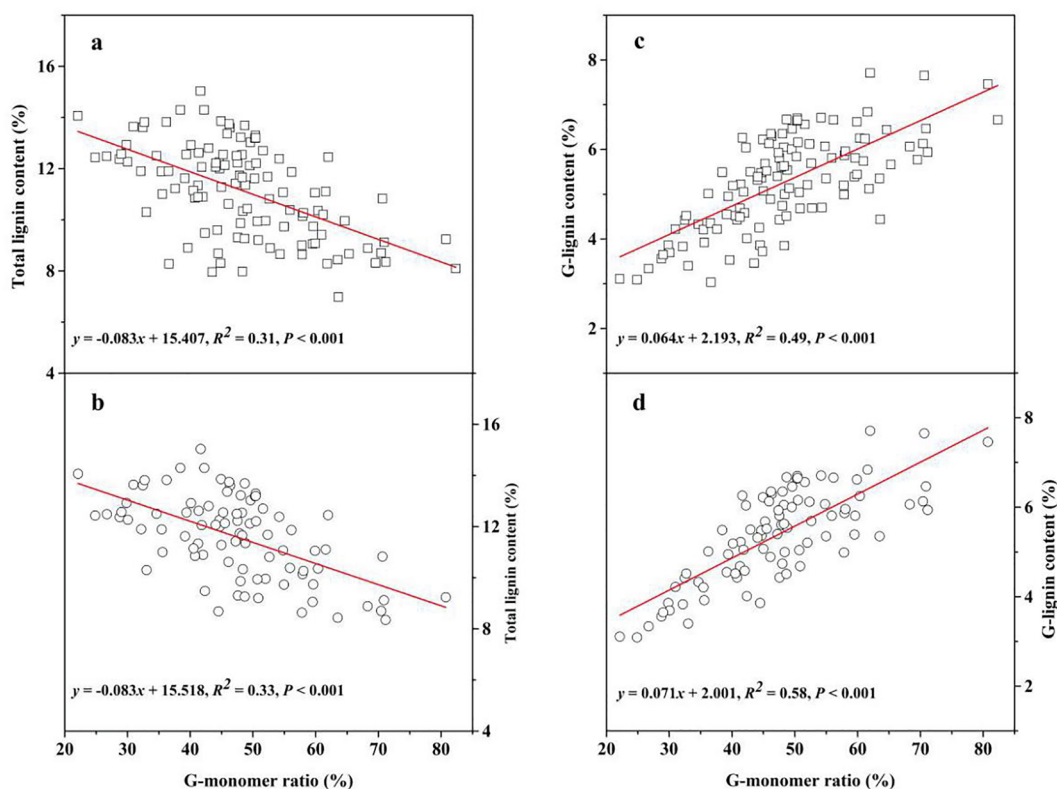 a
16
12
8
4
Total lignin content (%)
y = -0.083x + 15.407, R² = 0.31, P < 0.001
c
8
6
4
2
G-lignin content (%)
y = 0.064x + 2.193, R² = 0.49, P < 0.001
b
16
12
8
4
Total lignin content (%)
y = -0.083x + 15.518, R² = 0.33, P < 0.001
20 30 40 50 60 70 80
G-monomer ratio (%)
d
8
6
4
2
G-lignin content (%)
y = 0.071x + 2.001, R² = 0.58, P < 0.001
20 30 40 50 60 70 80
G-monomer ratio (%)